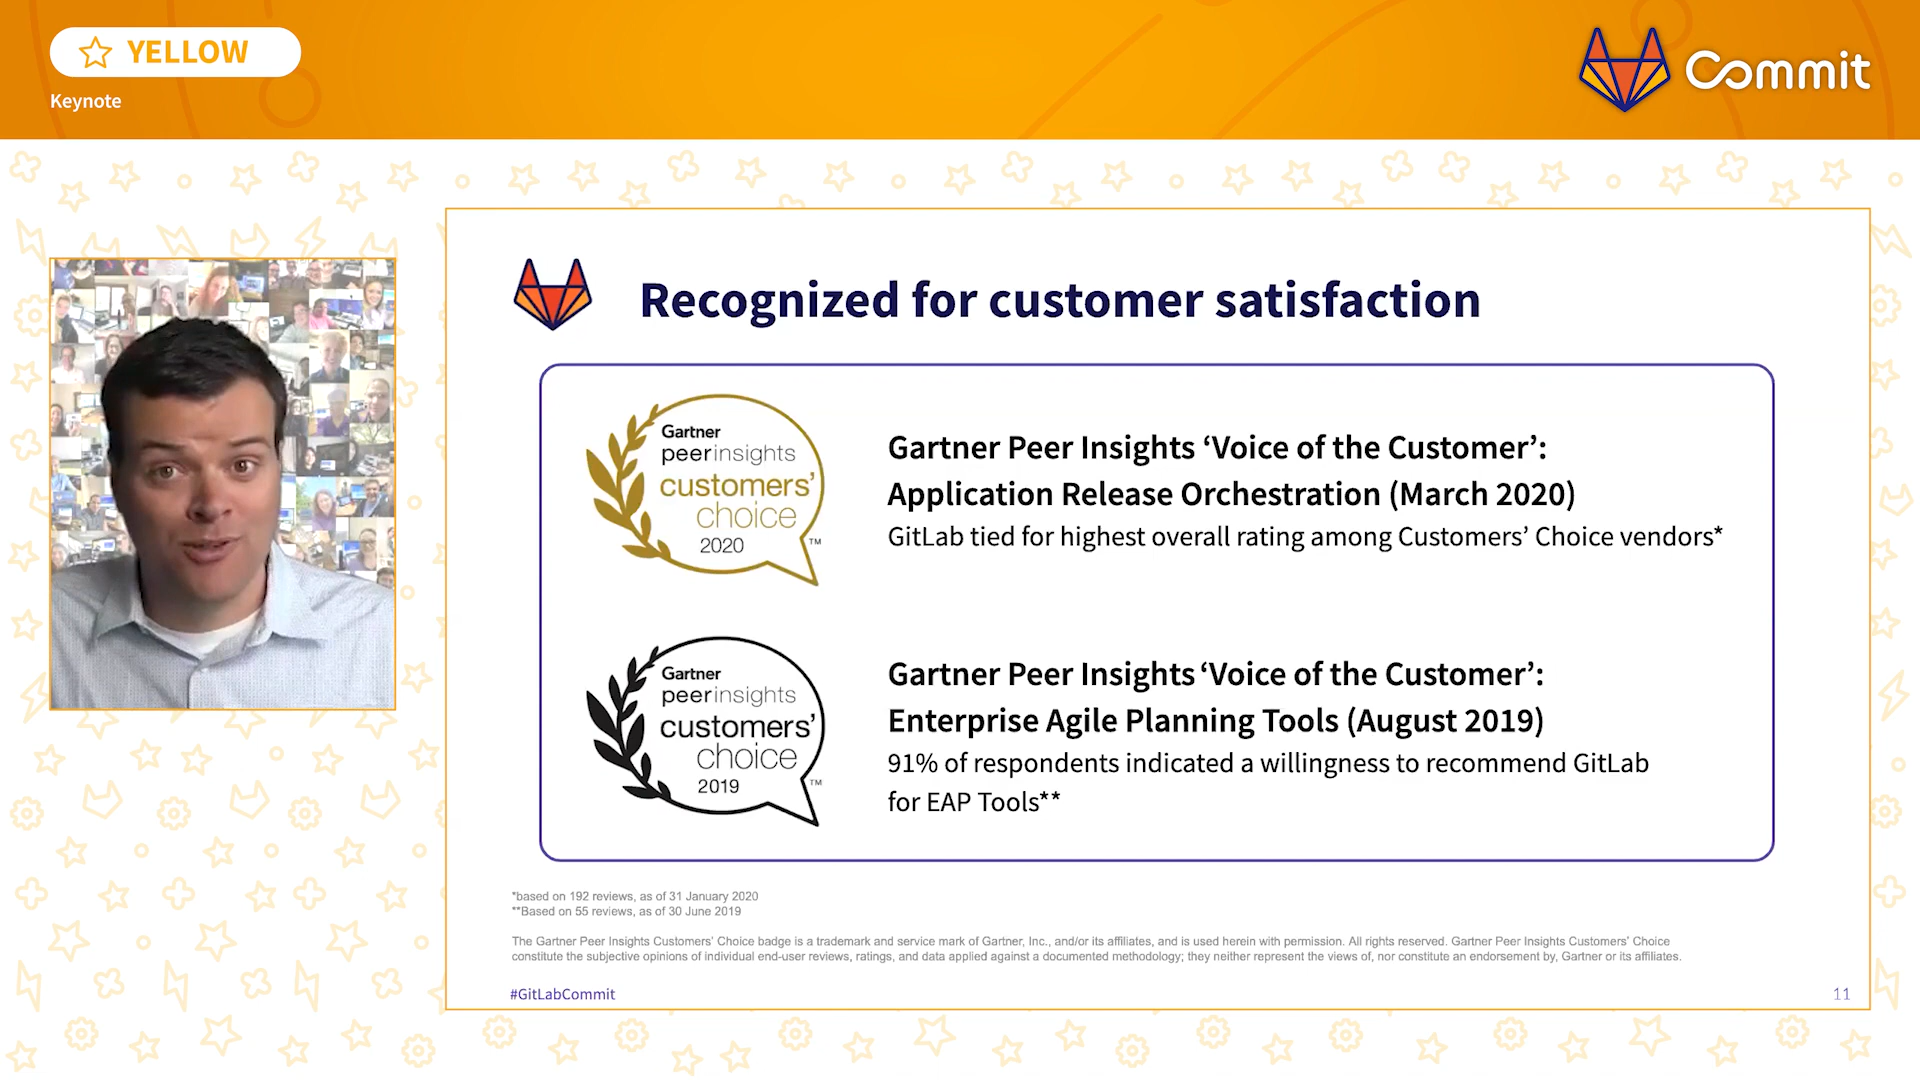 YELLOW
Keynote
Commit
Recognized for customer satisfaction
Gartner
peerinsights
customers’
choice
2020
TM
Gartner Peer Insights ‘Voice of the Customer’:
Application Release Orchestration (March 2020)
GitLab tied for highest overall rating among Customers’ Choice vendors*
Gartner
peerinsights
customers’
choice
2019
TM
Gartner Peer Insights ‘Voice of the Customer’:
Enterprise Agile Planning Tools (August 2019)
91% of respondents indicated a willingness to recommend GitLab
for EAP Tools**
*based on 192 reviews, as of 31 January 2020
**Based on 55 reviews, as of 30 June 2019
The Gartner Peer Insights Customers’ Choice badge is a trademark and service mark of Gartner, Inc., and/or its affiliates, and is used herein with permission. All rights reserved. Gartner Peer Insights Customers’ Choice
constitute the subjective opinions of individual end-user reviews, ratings, and data applied against a documented methodology; they neither represent the views of, nor constitute an endorsement by, Gartner or its affiliates.
#GitLabCommit
11